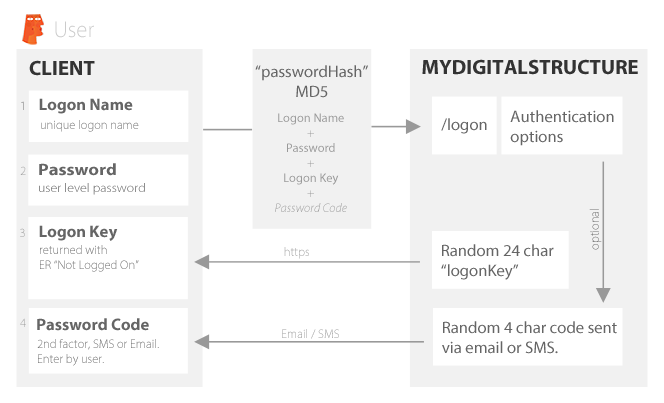 User
CLIENT
1
Logon Name
unique logon name
2
Password
user level password
3
Logon Key
returned with
ER "Not Logged On"
4
Password Code
2nd factor, SMS or Email.
Enter by user.
“passwordHash”
MD5
Logon Name
+
Password
+
Logon Key
+
Password Code
https
Email / SMS
MYDIGITALSTRUCTURE
/logon
Authentication
options
optional
Random 24 char
“logonKey”
Random 4 char code sent
via email or SMS.